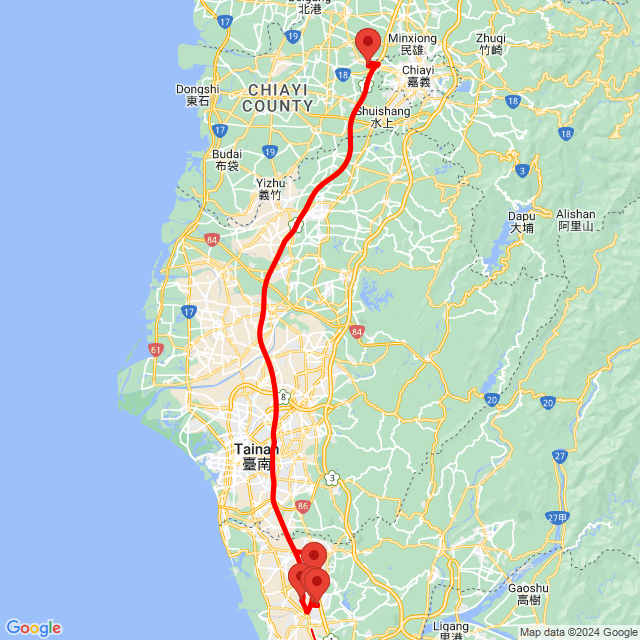 Beigang
北港
Minxiong
民雄
Zhuqi
竹崎
Chiayi
嘉義
18
Dongshi
東石
CHIAYI
COUNTY
18
Shuishang
水上
17
18
19
Budai
布袋
3
Yizhu
義竹
Dapu
大埔
Alishan
阿里山
84
17
84
61
20
20
8
Tainan
臺南
27
3
86
27甲
Gaoshu
高樹
Ligang
里港
Google
Map data ©2024 Google